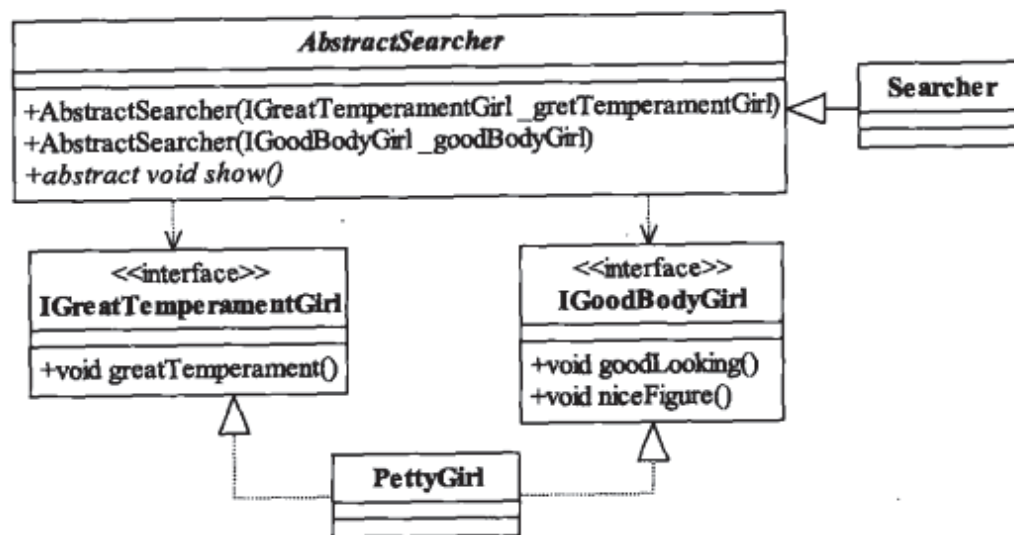 AbstractSearcher
+AbstractSearcher(IGreatTemperamentGirl _gretTemperamentGirl)
+AbstractSearcher(IGoodBodyGirl _goodBodyGirl)
+abstract void show()
Searcher
<<interface>>
IGreatTemperamentGirl
+void greatTemperament()
<<interface>>
IGoodBodyGirl
+void goodLooking()
+void niceFigure()
PettyGirl